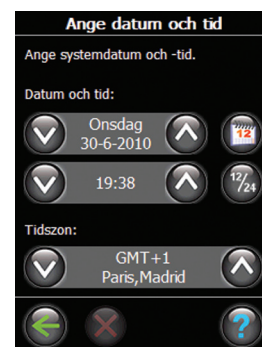 Ange datum och tid
Ange systemdatum och -tid.
Datum och tid:
Onsdag
30-6-2010
12
19:38
12/24
Tidszon:
GMT+1
Paris,Madrid
?